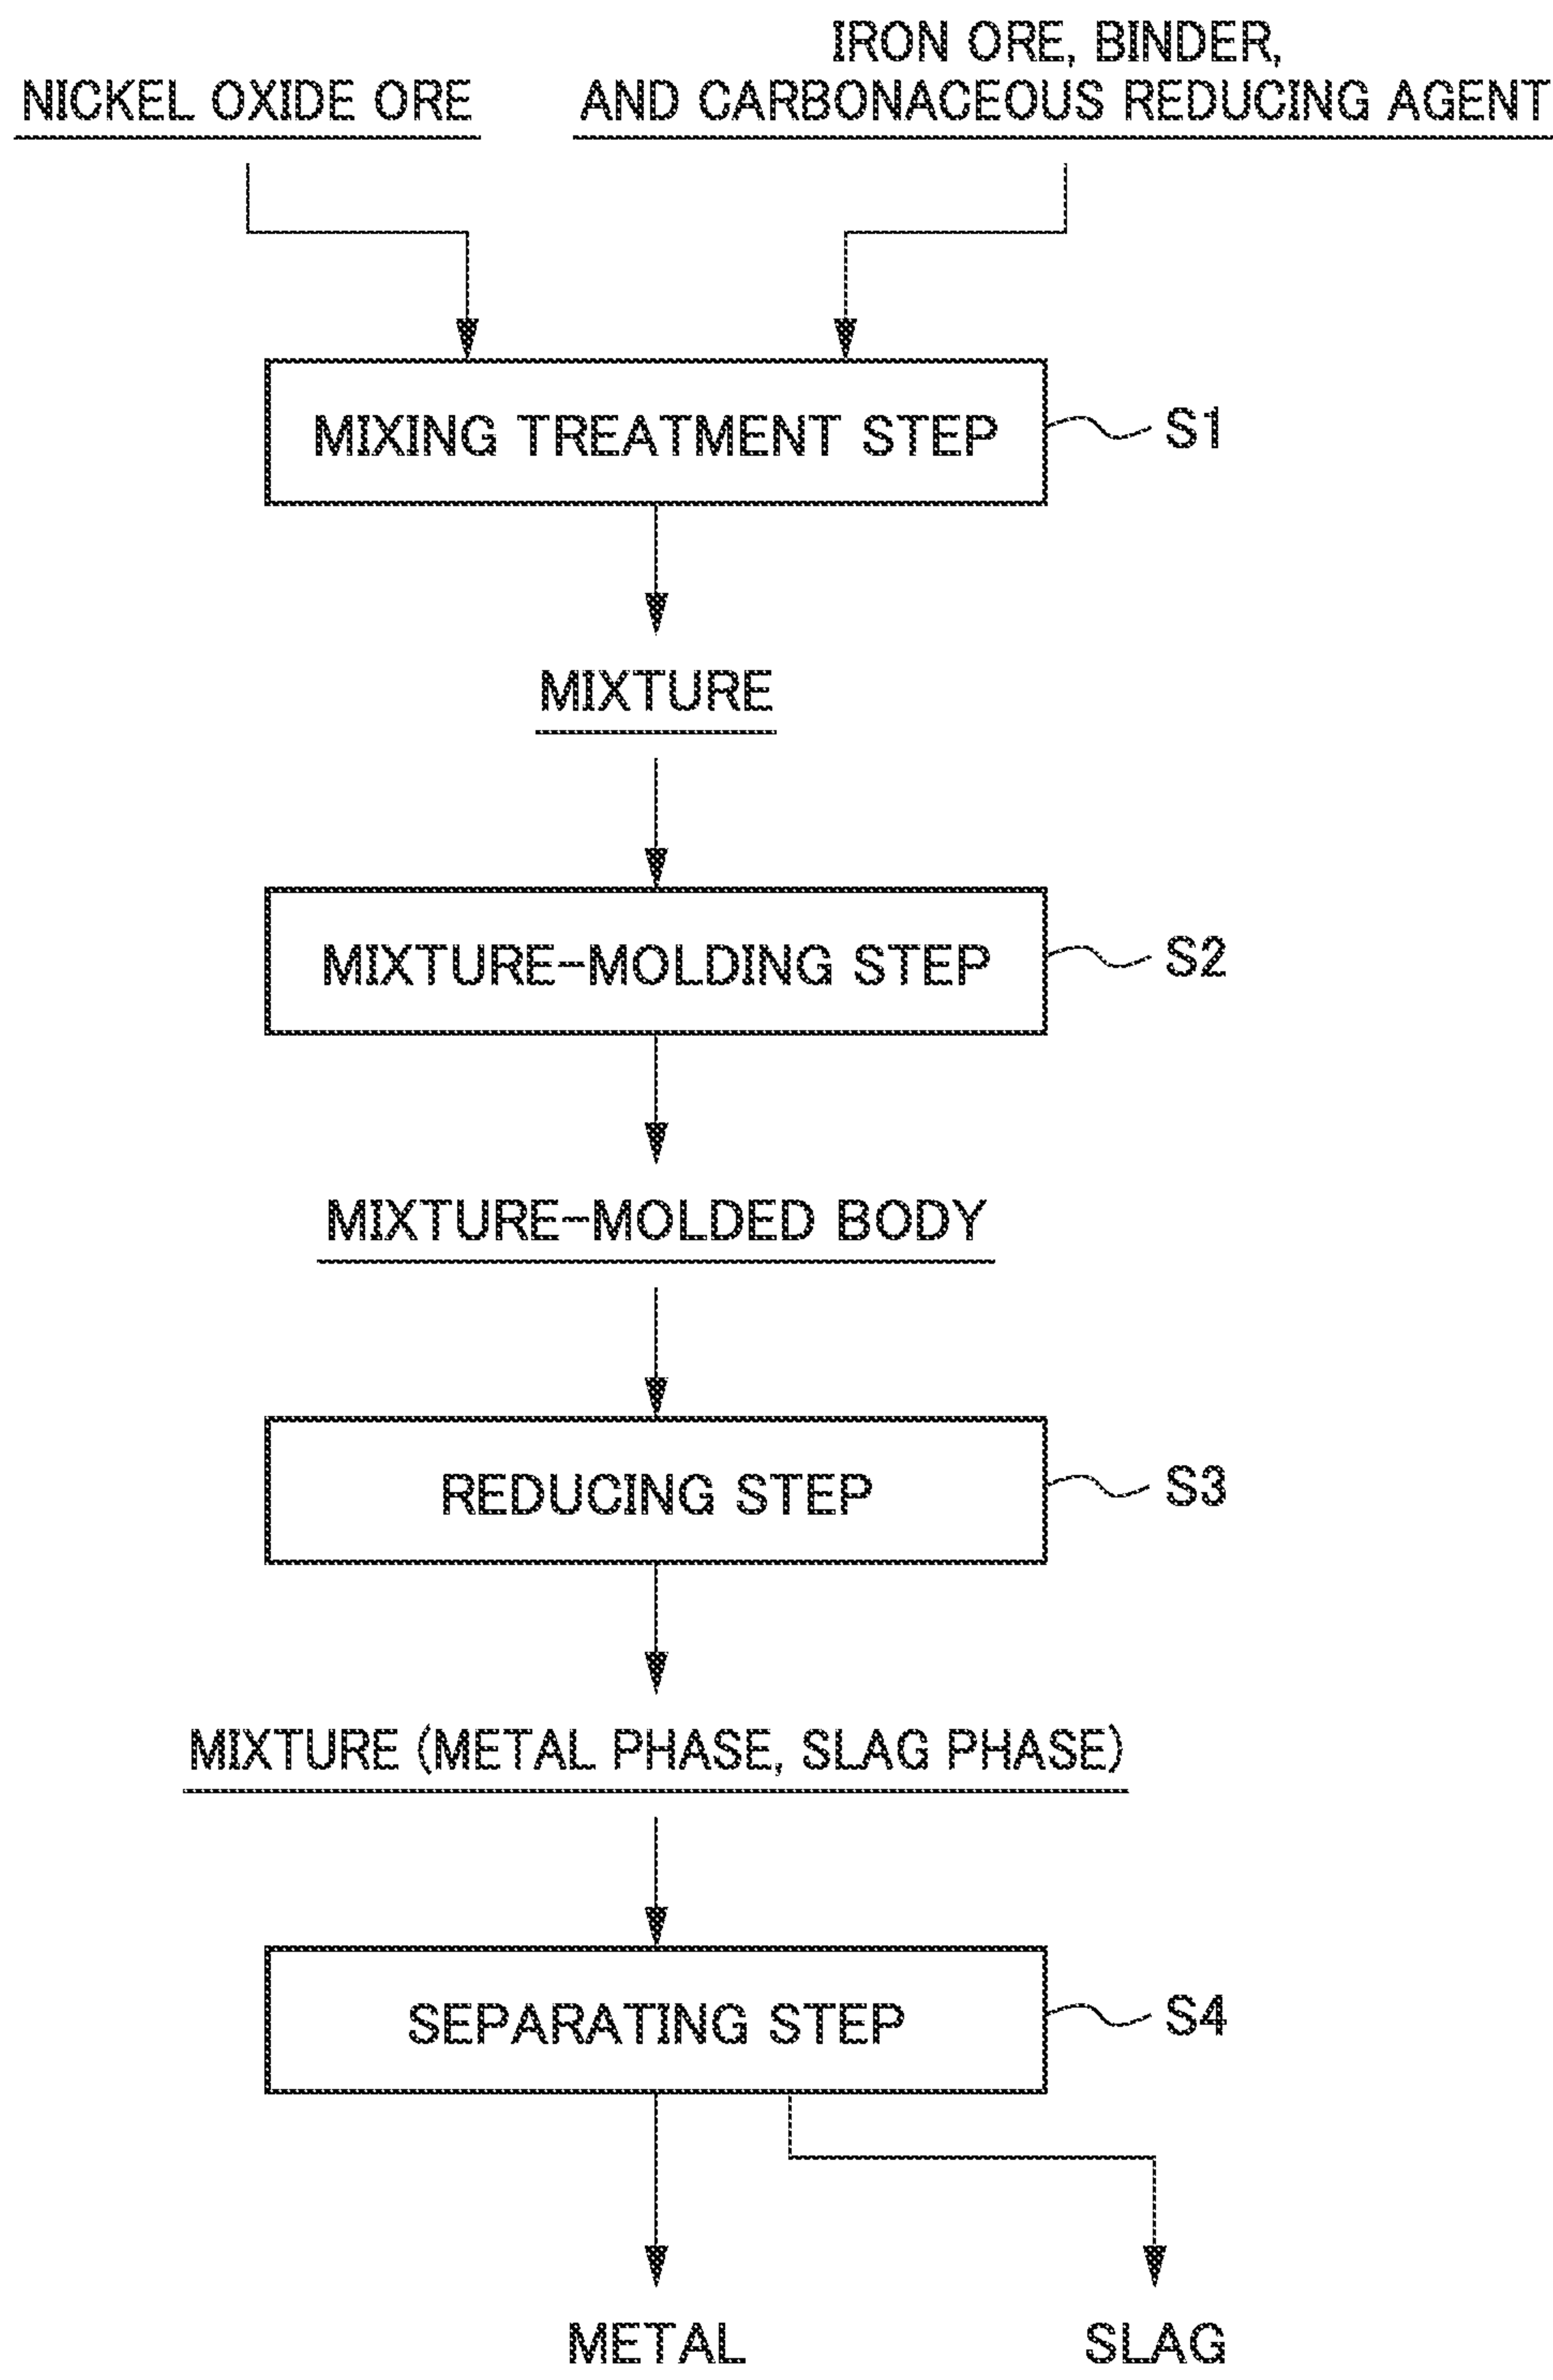 NICKEL OXIDE ORE
IRON ORE, BINDER,
AND CARBONACEOUS REDUCING AGENT
MIXING TREATMENT STEP
S1
MIXTURE
MIXTURE-MOLDING STEP
S2
MIXTURE-MOLDED BODY
REDUCING STEP
S3
MIXTURE (METAL PHASE, SLAG PHASE)
SEPARATING STEP
S4
METAL
SLAG